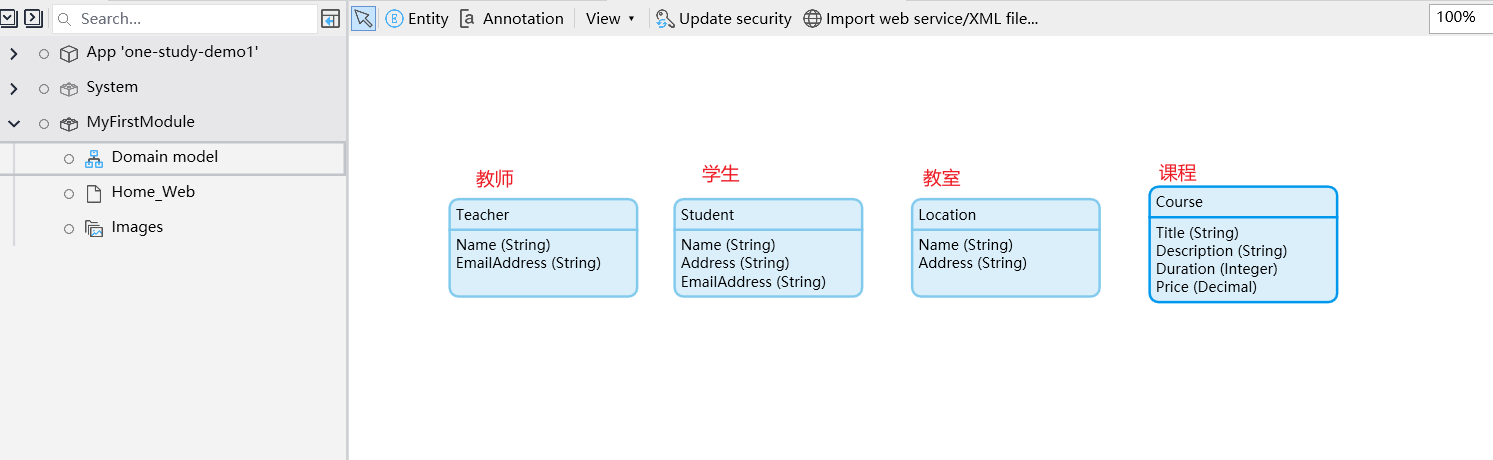 Search...
Entity
Annotation
View
Update security
Import web service/XML file...
100%
App 'one-study-demo1'
System
MyFirstModule
Domain model
Home_Web
Images
教师
Teacher
Name (String)
EmailAddress (String)
学生
Student
Name (String)
Address (String)
EmailAddress (String)
教室
Location
Name (String)
Address (String)
课程
Course
Title (String)
Description (String)
Duration (Integer)
Price (Decimal)